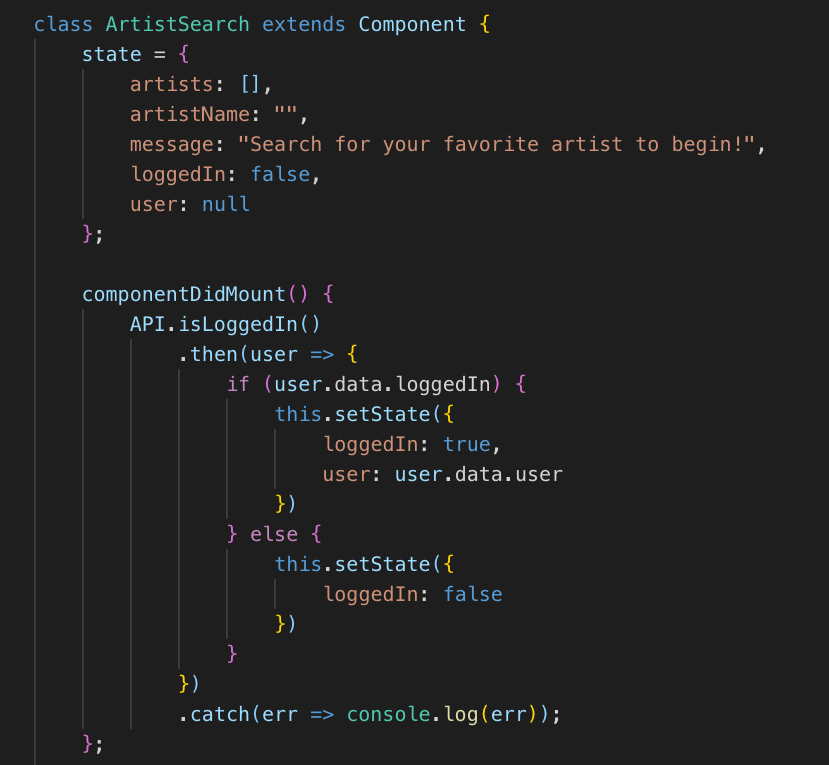 class ArtistSearch extends Component {
    state = {
        artists: [],
        artistName: "",
        message: "Search for your favorite artist to begin!",
        loggedIn: false,
        user: null
    };

    componentDidMount() {
        API.isLoggedIn()
            .then(user => {
                if (user.data.loggedIn) {
                    this.setState({
                        loggedIn: true,
                        user: user.data.user
                    })
                } else {
                    this.setState({
                        loggedIn: false
                    })
                }
            })
            .catch(err => console.log(err));
    };